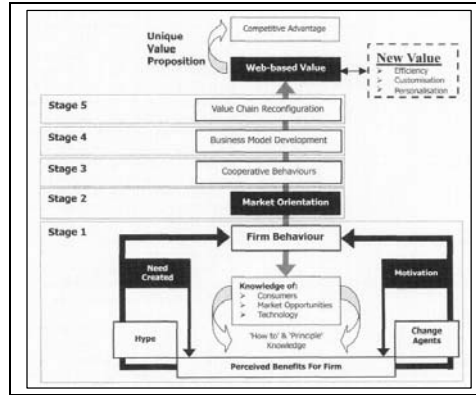 Competitive Advantage
Unique
Value
Proposition
Web-based Value
New Value
Efficiency
Customisation
Personalisation
Stage 5
Value Chain Reconfiguration
Stage 4
Business Model Development
Stage 3
Cooperative Behaviours
Stage 2
Market Orientation
Stage 1
Firm Behaviour
Need
Created
Motivation
Knowledge of:
Consumers
Market Opportunities
Technology
'How to' & 'Principle'
Knowledge
Hype
Change
Agents
Perceived Benefits For Firm